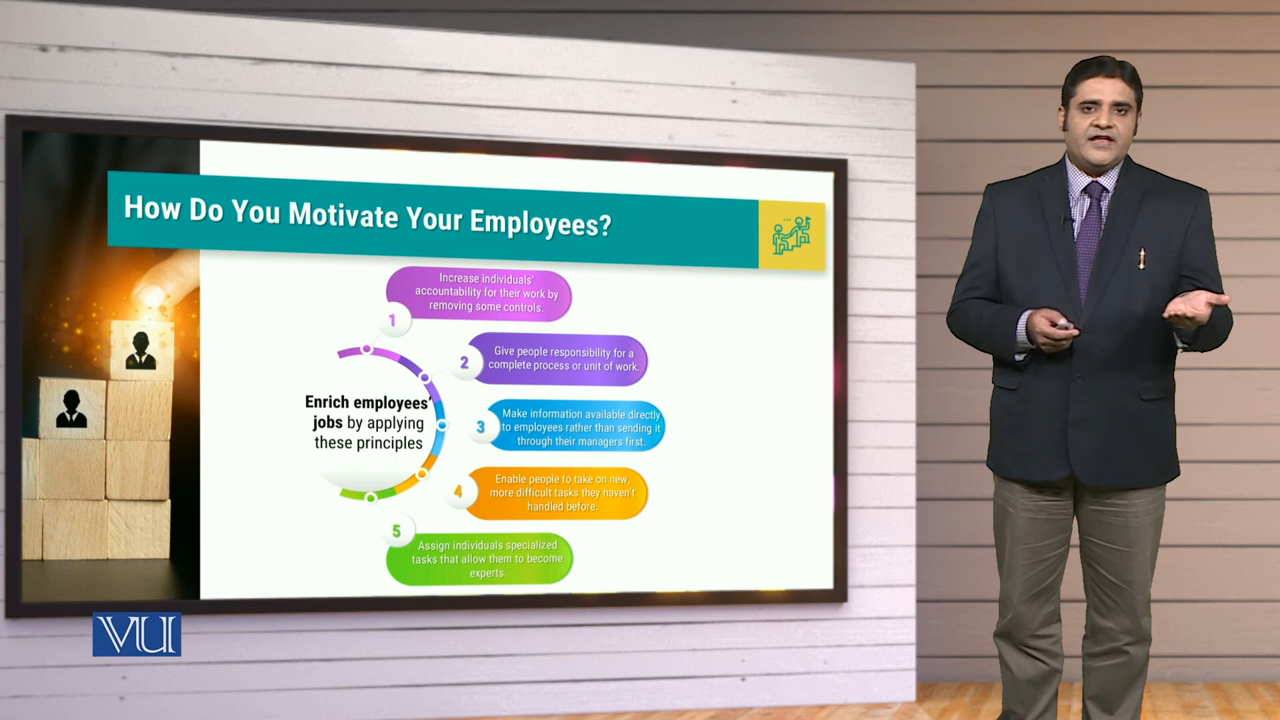 How Do You Motivate Your Employees?
Increase individuals'
accountability for their work by
removing some controls.
1
Give people responsibility for a
complete process or unit of work.
2
Enrich employees'
jobs by applying
these principles
Make information available directly
to employees rather than sending it
through their managers first.
3
Enable people to take on new,
more difficult tasks they haven't
handled before.
4
5
Assign individuals specialized
tasks that allow them to become
experts.
VU